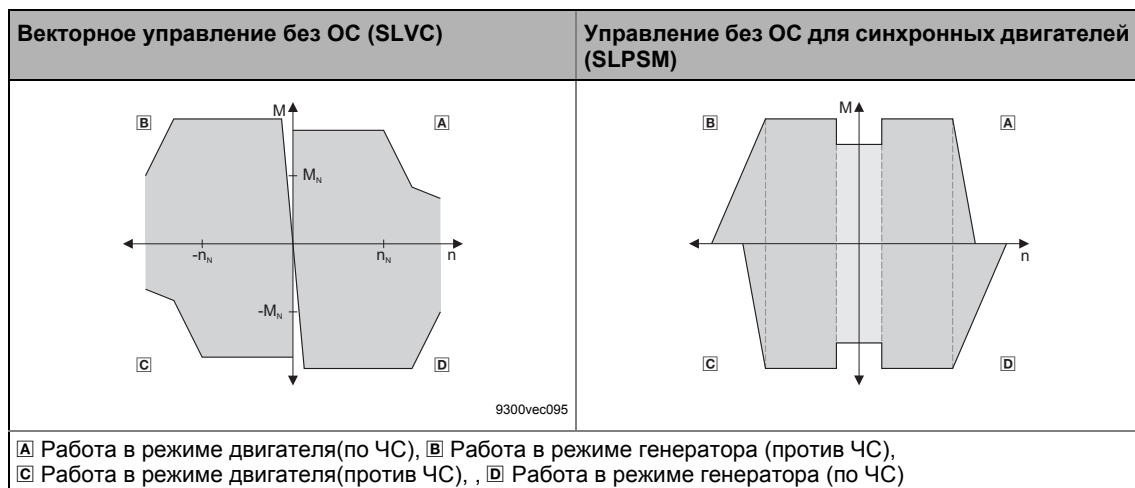 Векторное управление без ОС (SLVC)
Управление без ОС для синхронных двигателей
(SLPSM)
M
B
A
M_N
-n_N
n_N
n
-M_N
C
D
9300vec095
M
B
A
n
C
D
A Работа в режиме двигателя(по ЧС), B Работа в режиме генератора (против ЧС),
C Работа в режиме двигателя(против ЧС), , D Работа в режиме генератора (по ЧС)